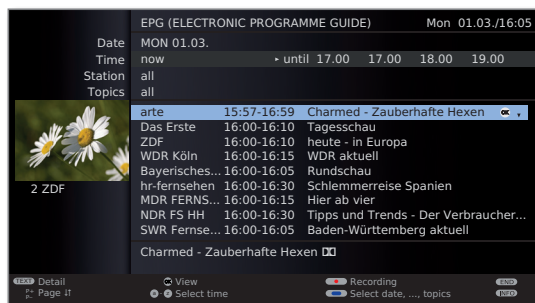 EPG (ELECTRONIC PROGRAMME GUIDE) Mon 01.03./16:05
Date MON 01.03.
Time now ▸ until 17.00 17.00 18.00 19.00
Station all
Topics all
arte 15:57-16:59 Charmed - Zauberhafte Hexen OK
Das Erste 16:00-16:10 Tagesschau
ZDF 16:00-16:10 heute - in Europa
WDR Köln 16:00-16:15 WDR aktuell
Bayerisches... 16:00-16:05 Rundschau
hr-fernsehen 16:00-16:30 Schlemmerreise Spanien
MDR FERNS... 16:00-16:15 Hier ab vier
NDR FS HH 16:00-16:30 Tipps und Trends - Der Verbraucher...
SWR Fernse... 16:00-16:05 Baden-Württemberg aktuell
2 ZDF
Charmed - Zauberhafte Hexen
TEXT Detail OK View Recording END
P+ P- Page ↓↑ 0-9 Select time Select date, ..., topics INFO